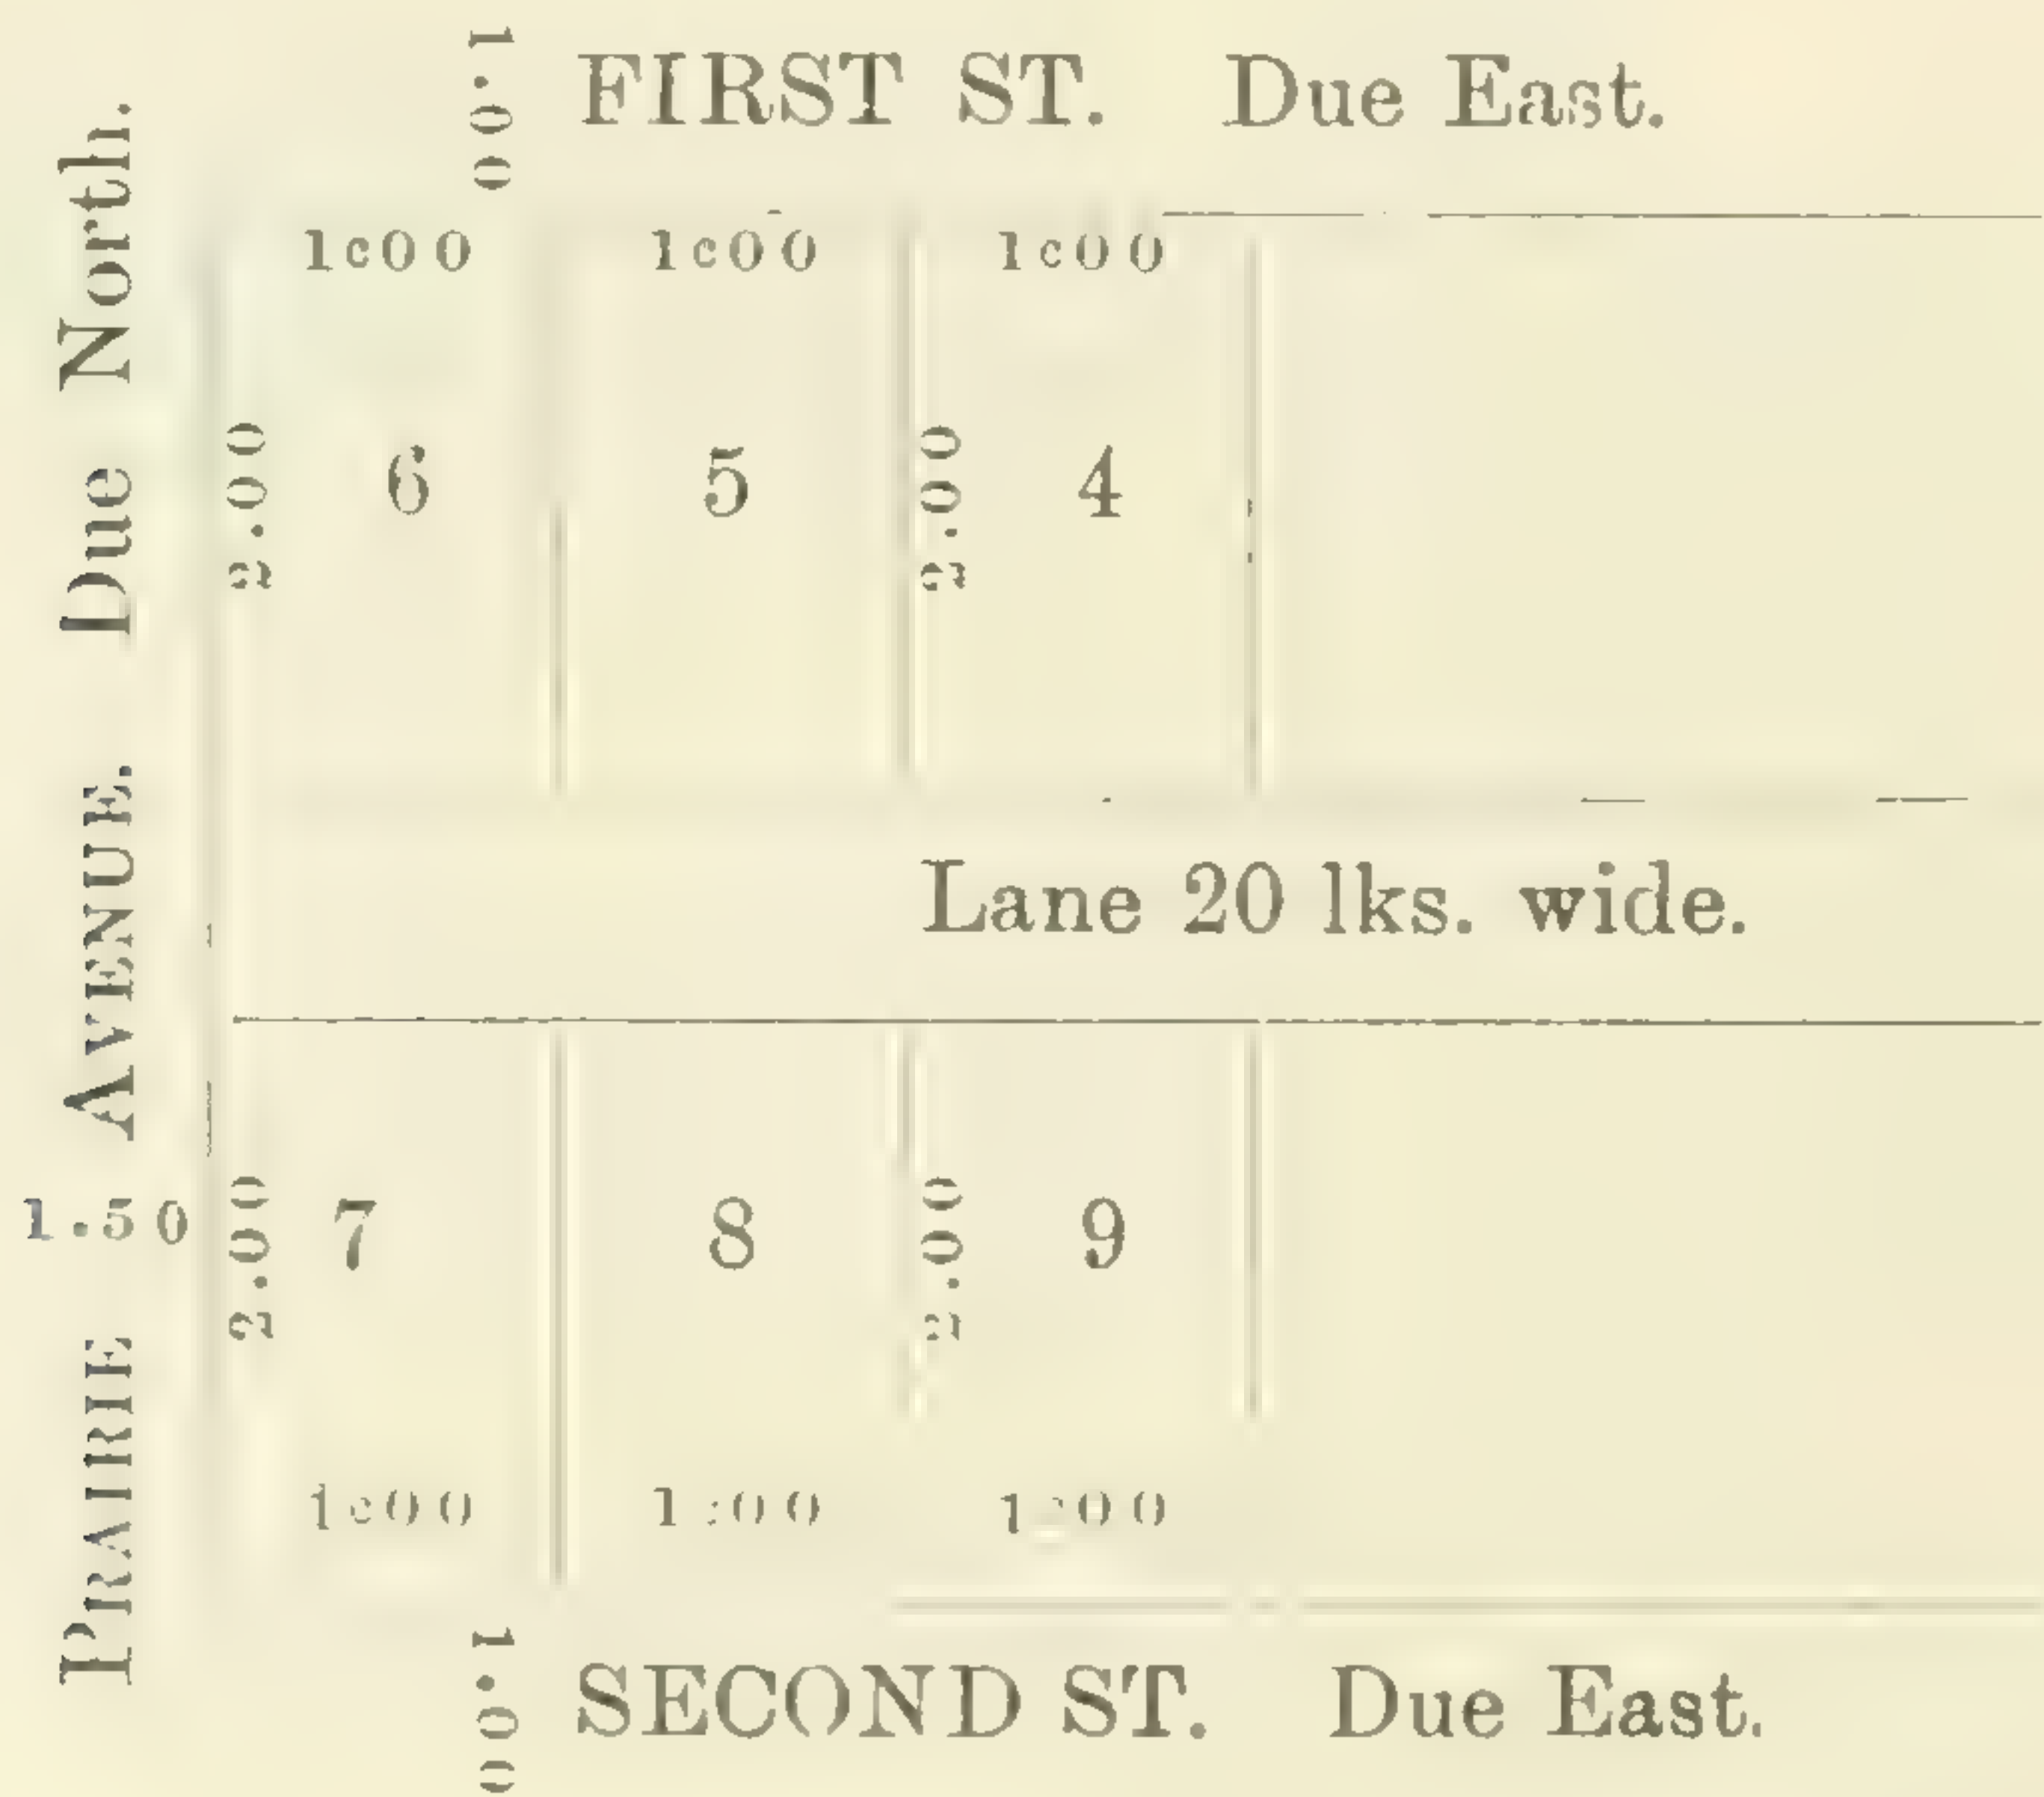 1.00
FIRST ST. Due East.
1c00 1c00 1c00
PRAIRIE AVENUE. Due North.
2.00 6 5 2.00 4
Lane 20 lks. wide.
1.50 2.00 7 8 2.00 9
1c00 1c00 1c00
1.00
SECOND ST. Due East.